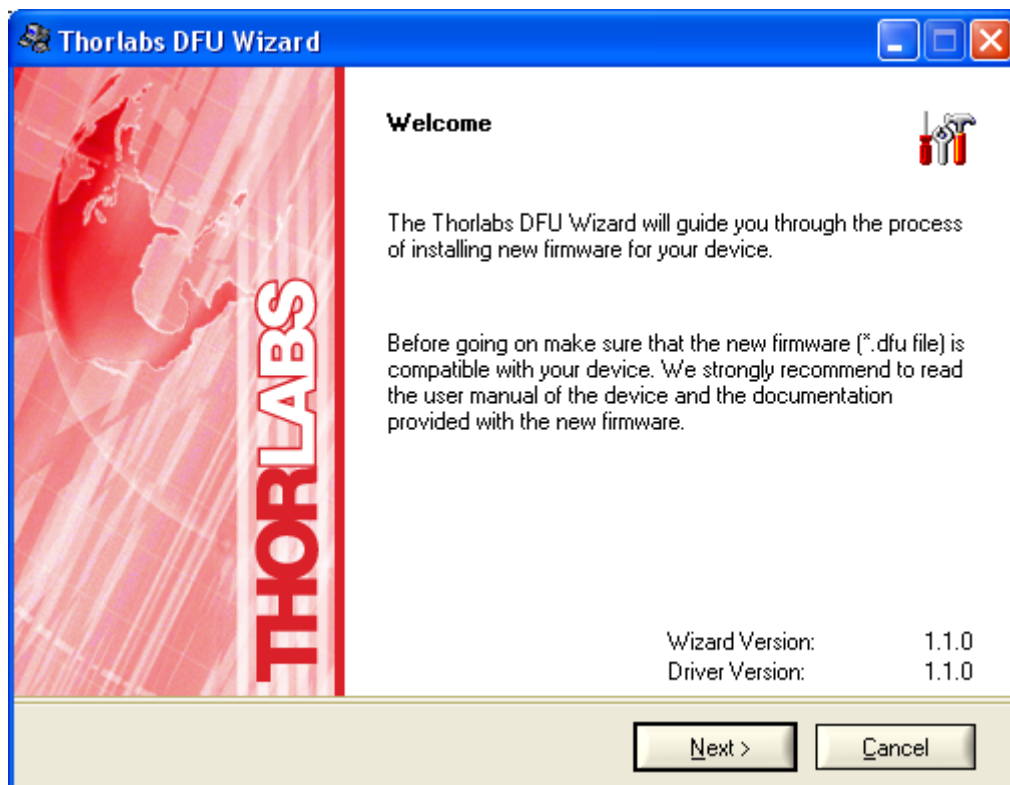 Thorlabs DFU Wizard
Welcome
The Thorlabs DFU Wizard will guide you through the process
of installing new firmware for your device.
Before going on make sure that the new firmware (*.dfu file) is
compatible with your device. We strongly recommend to read
the user manual of the device and the documentation
provided with the new firmware.
THORLABS
Wizard Version: 1.1.0
Driver Version: 1.1.0
Next > Cancel